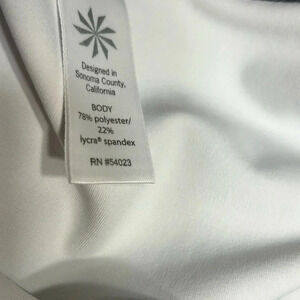 Designed in
Sonoma County,
California
BODY
78% polyester/
22%
lycra® spandex
RN #54023